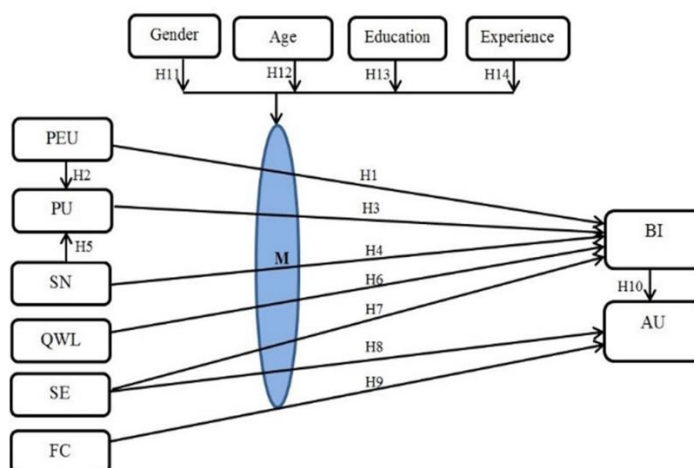 Gender
Age
Education
Experience
H11
H12
H13
H14
PEU
H2
PU
H5
SN
QWL
SE
FC
M
H1
H3
H4
H6
H7
H8
H9
BI
H10
AU